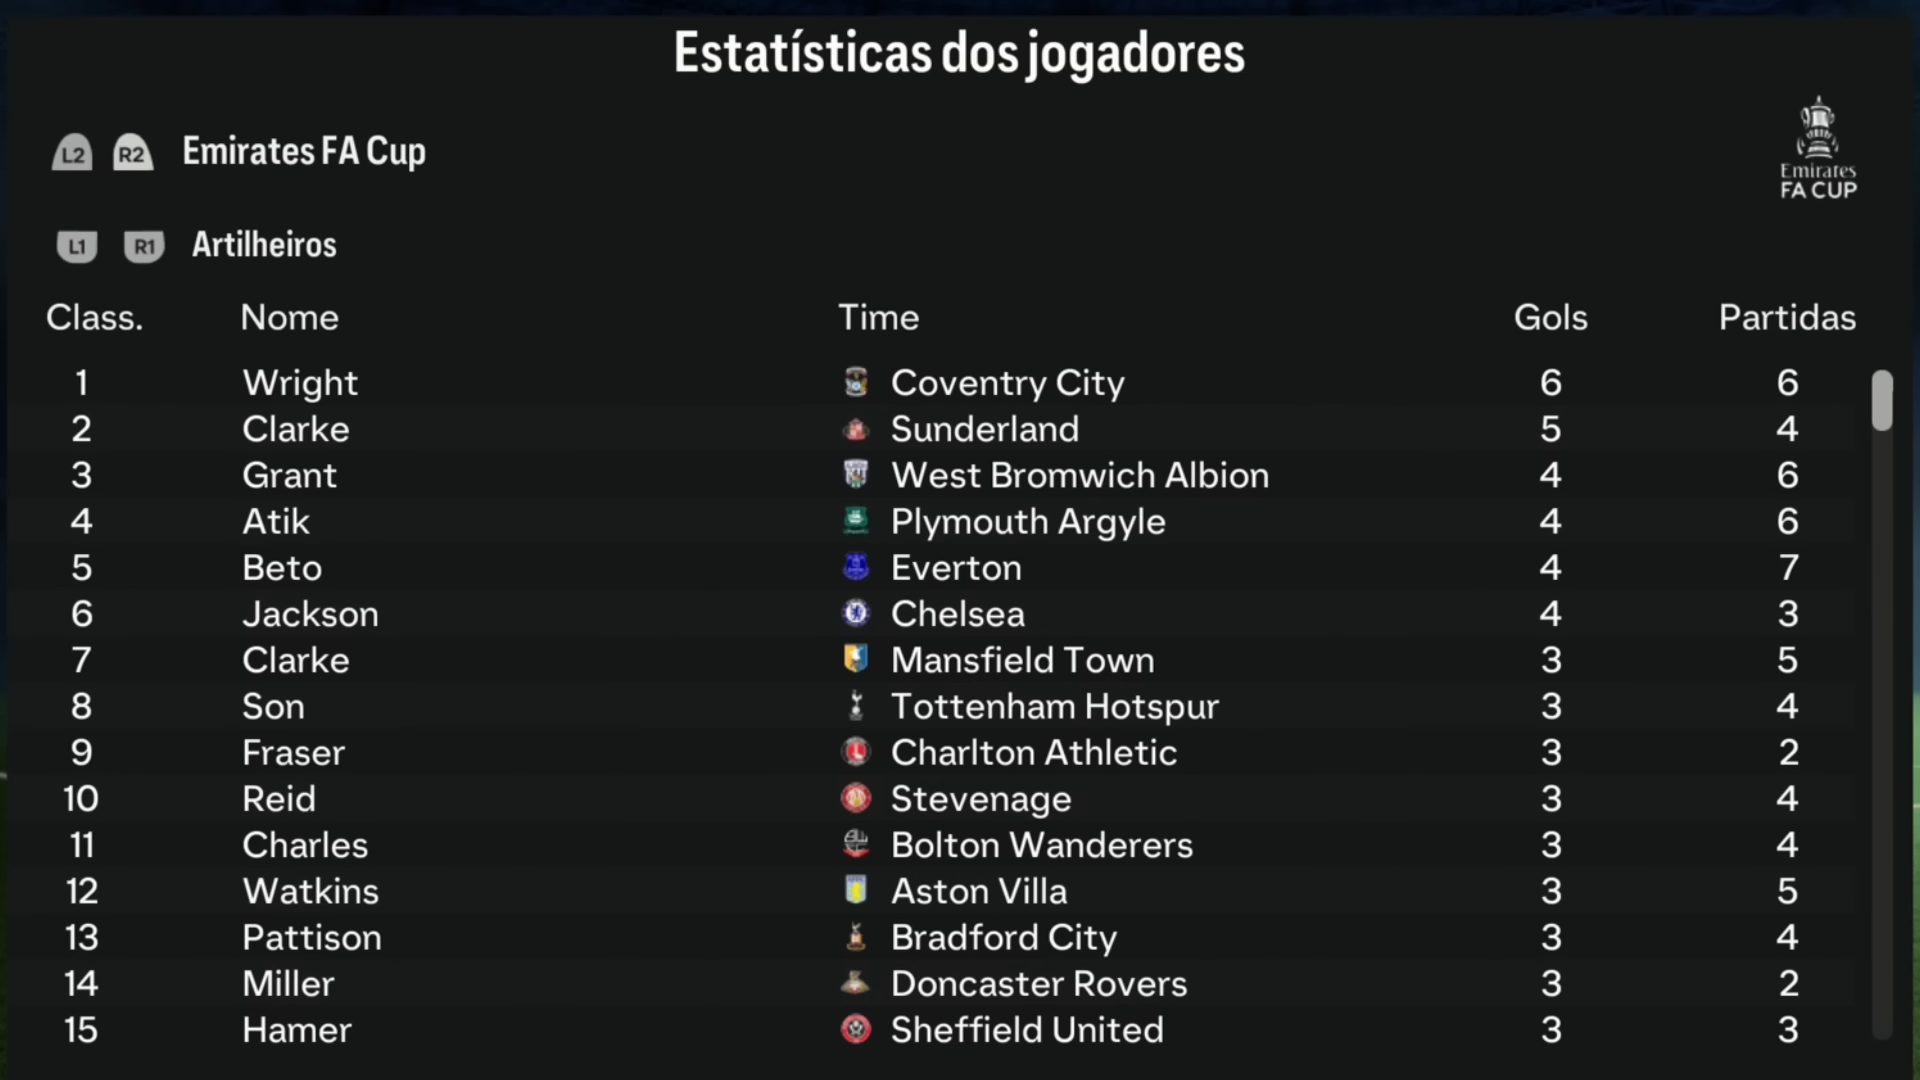 Estatísticas dos jogadores
L2 R2 Emirates FA Cup
Emirates
FA CUP
L1 R1 Artilheiros
Class. Nome Time Gols Partidas
1 Wright Coventry City 6 6
2 Clarke Sunderland 5 4
3 Grant West Bromwich Albion 4 6
4 Atik Plymouth Argyle 4 6
5 Beto Everton 4 7
6 Jackson Chelsea 4 3
7 Clarke Mansfield Town 3 5
8 Son Tottenham Hotspur 3 4
9 Fraser Charlton Athletic 3 2
10 Reid Stevenage 3 4
11 Charles Bolton Wanderers 3 4
12 Watkins Aston Villa 3 5
13 Pattison Bradford City 3 4
14 Miller Doncaster Rovers 3 2
15 Hamer Sheffield United 3 3